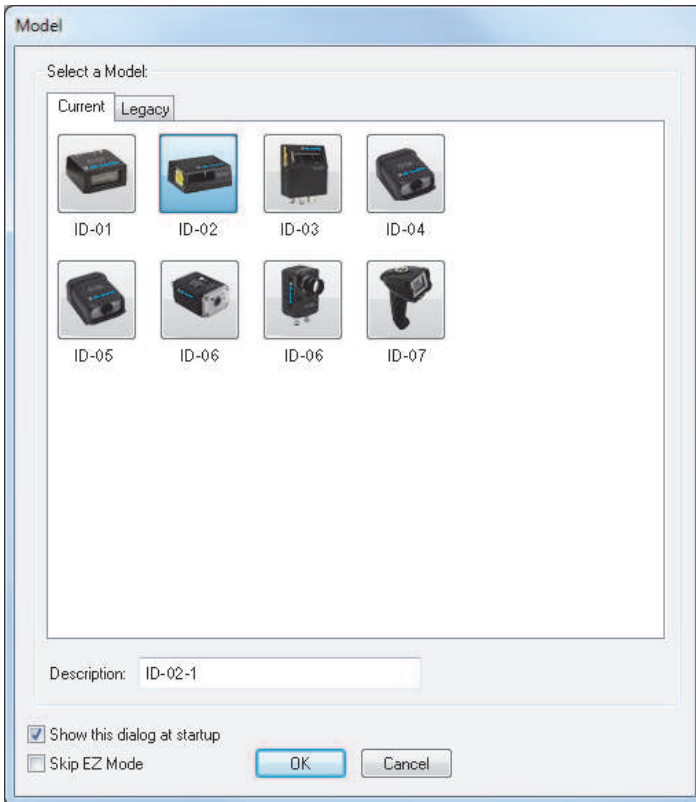 Model
Select a Model:
Current Legacy
ID-01 ID-02 ID-03 ID-04
ID-05 ID-06 ID-06 ID-07
Description: ID-02-1
Show this dialog at startup
Skip EZ Mode OK Cancel